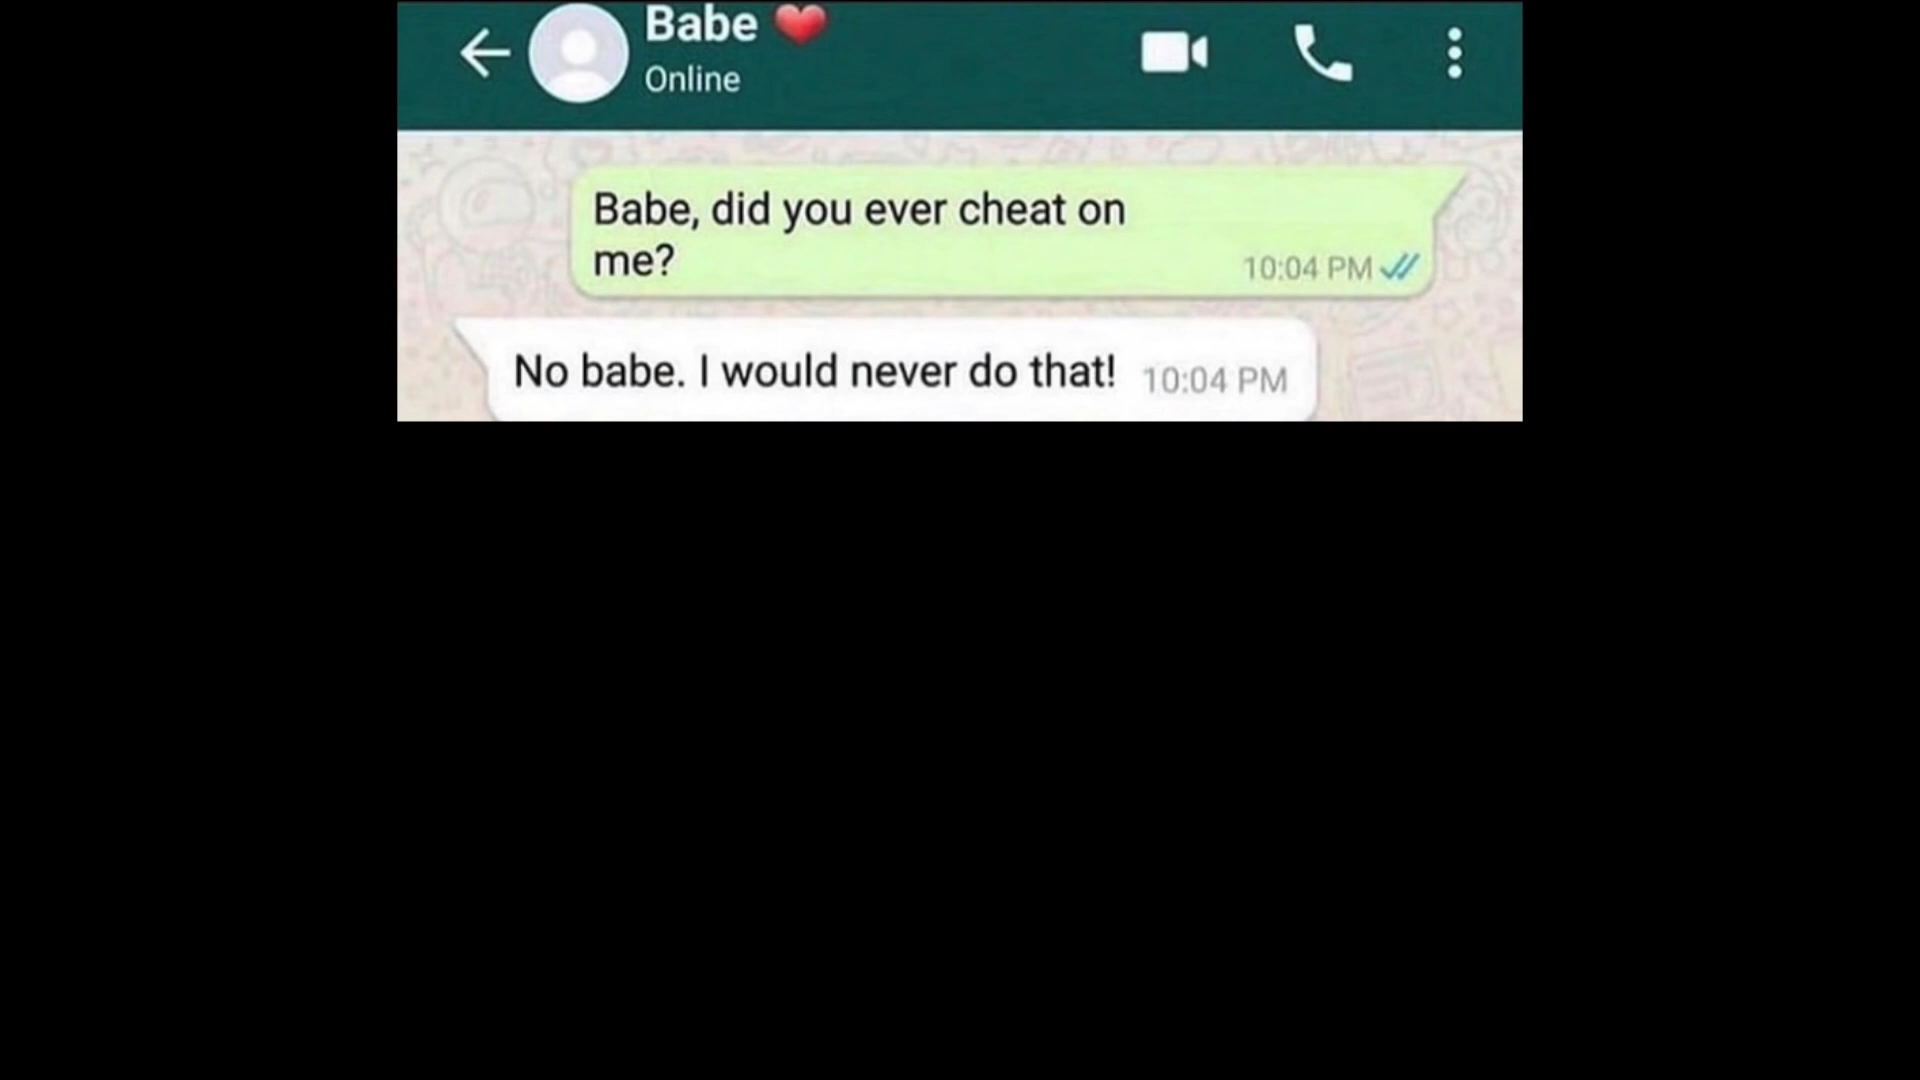 Babe ❤️
Online
Babe, did you ever cheat on
me?
10:04 PM
No babe. I would never do that! 10:04 PM